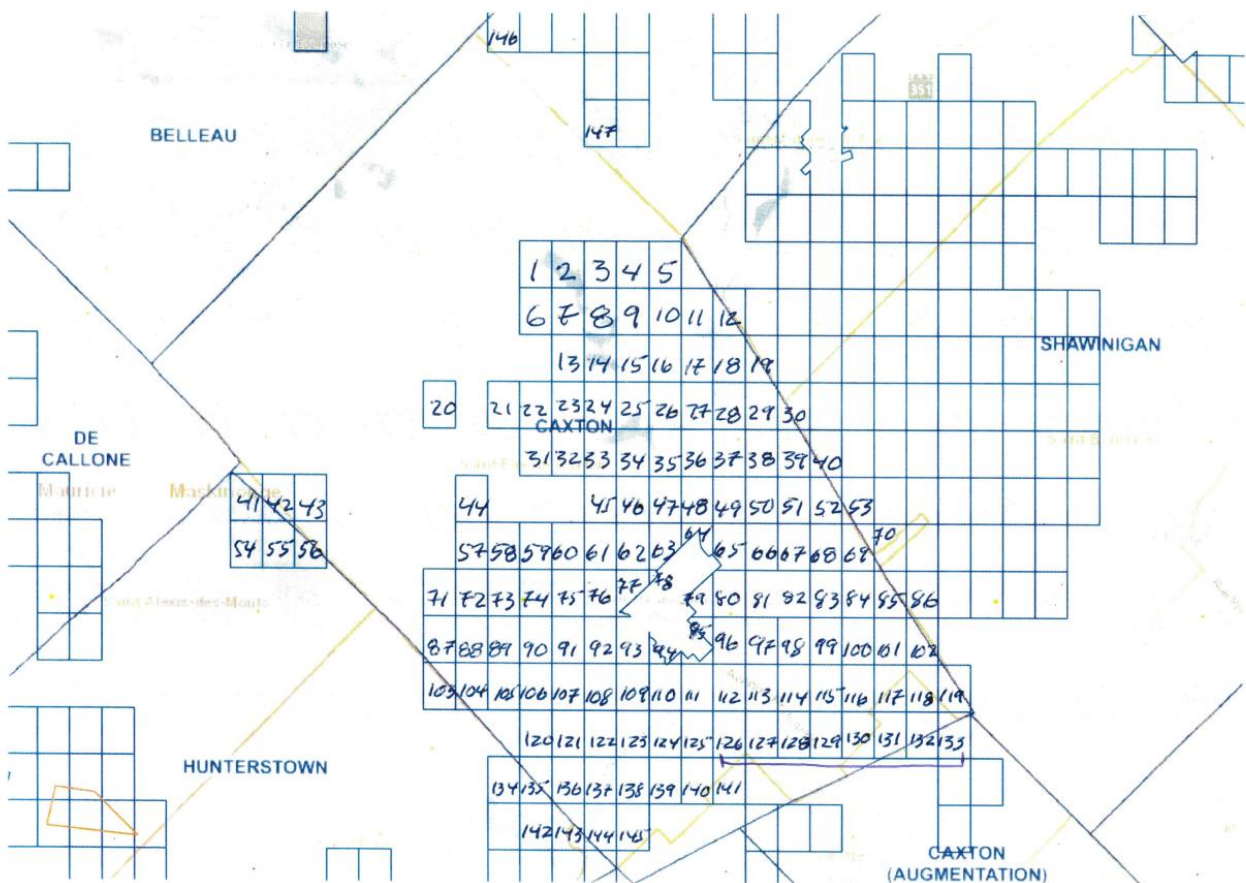 146
351
147
BELLEAU
1 2 3 4 5
6 7 8 9 10 11 12
SHAWINIGAN
13 14 15 16 17 18 19
20 21 22 23 24 25 26 27 28 29 30
CAXTON
DE
CALLONE
31 32 33 34 35 36 37 38 39 40
Mauricie Maskinongé
41 42 43 44 45 46 47 48 49 50 51 52 53
54 55 56 57 58 59 60 61 62 63 64 65 66 67 68 69 70
Saint-Alexis-des-Monts
71 72 73 74 75 76 77 78 79 80 81 82 83 84 85 86
87 88 89 90 91 92 93 94 95 96 97 98 99 100 101 102
103 104 105 106 107 108 109 110 111 112 113 114 115 116 117 118 119
120 121 122 123 124 125 126 127 128 129 130 131 132 133
HUNTERSTOWN
134 135 136 137 138 139 140 141
142 143 144 145
CAXTON
(AUGMENTATION)